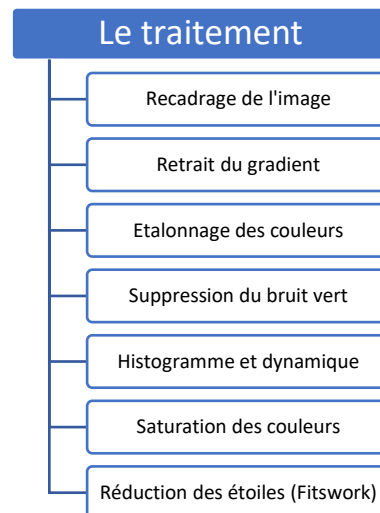 Le traitement
Recadrage de l'image
Retrait du gradient
Etalonnage des couleurs
Suppression du bruit vert
Histogramme et dynamique
Saturation des couleurs
Réduction des étoiles (Fitswork)